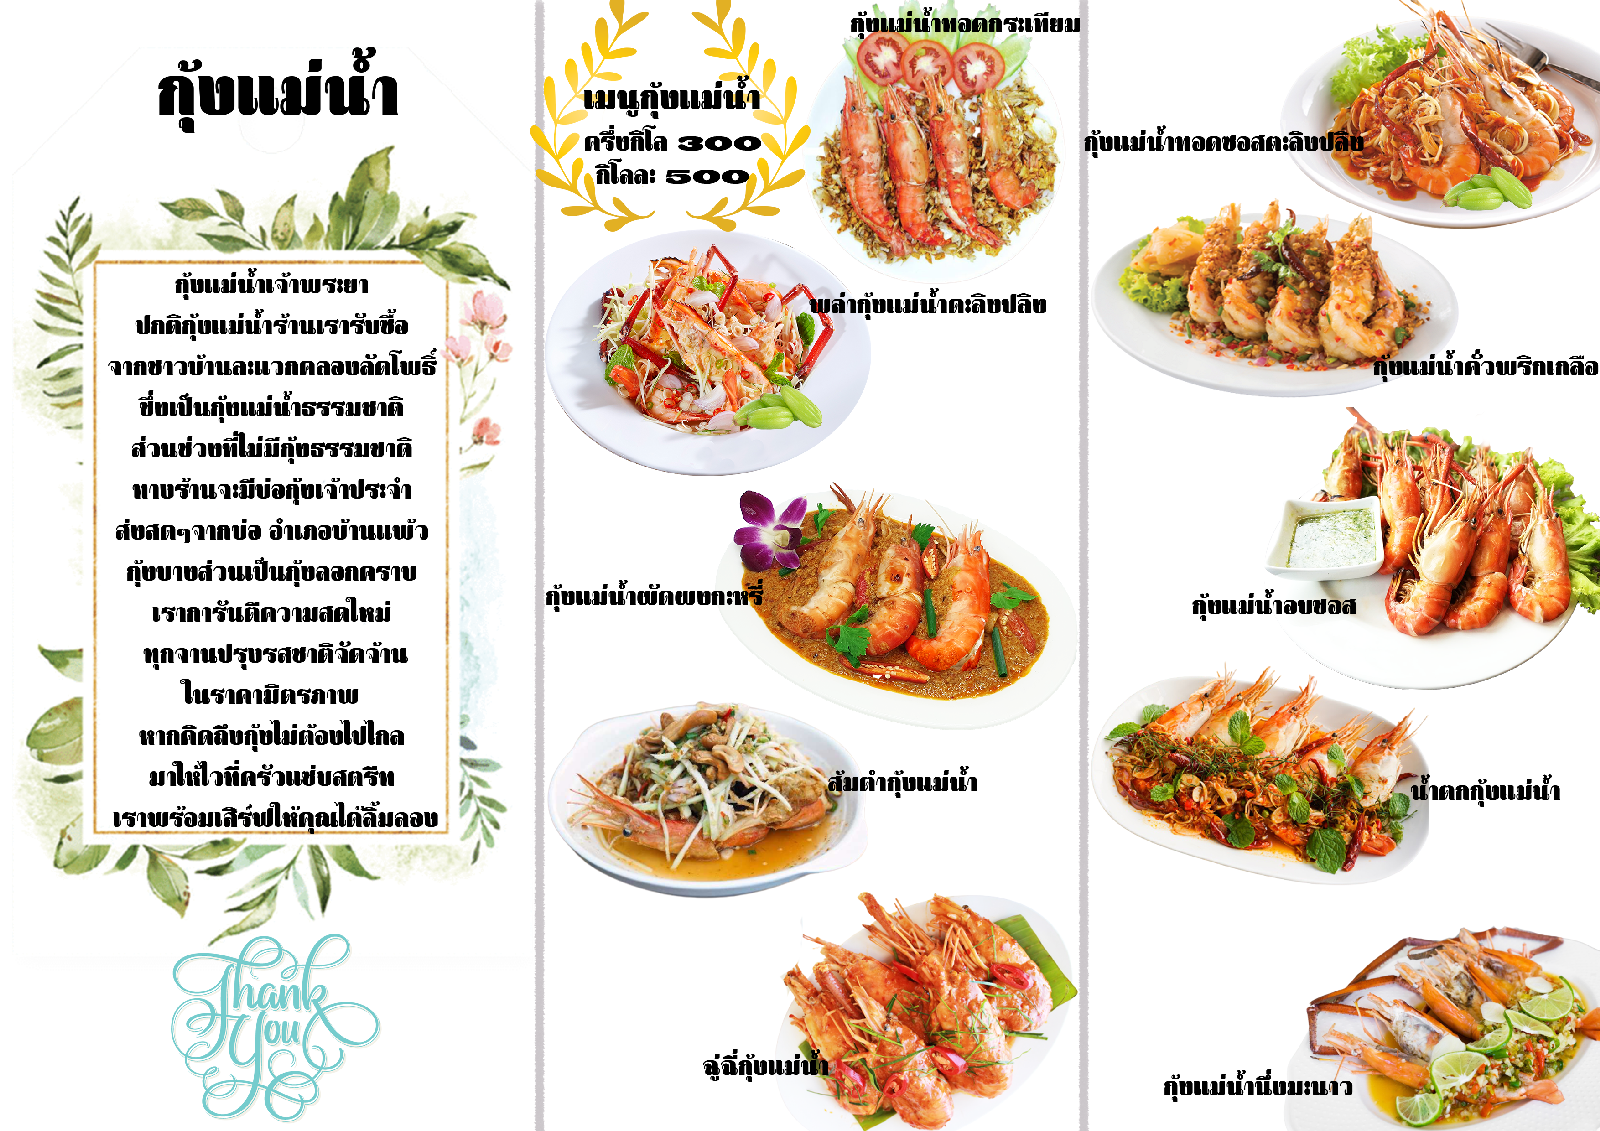 กุ้งแม่น้ำ
กุ้งแม่น้ำเจ้าพระยา
ปกติกุ้งแม่น้ำร้านเรารับซื้อ
จากชาวบ้านละแวกคลองลัดโพธิ์
ซึ่งเป็นกุ้งแม่น้ำธรรมชาติ
ส่วนช่วงที่ไม่มีกุ้งธรรมชาติ
ทางร้านจะมีบ่อกุ้งเจ้าประจำ
ส่งสดๆจากบ่อ อำเภอบ้านแพ้ว
กุ้งบางส่วนเป็นกุ้งลอกคราบ
เราการันตีความสดใหม่
ทุกจานปรุงรสชาติจัดจ้าน
ในราคามิตรภาพ
หากคิดถึงกุ้งไม่ต้องไปไกล
มาให้ไวที่ครัวแซ่บสตรีท
เราพร้อมเสิร์ฟให้คุณได้ลิ้มลอง
Thank
You
เมนูกุ้งแม่น้ำ
ครึ่งกิโล 300
กิโลละ 500
กุ้งแม่น้ำทอดกระเทียม
พล่ากุ้งแม่น้ำตะลิงปลิง
กุ้งแม่น้ำผัดผงกะหรี่
ส้มตำกุ้งแม่น้ำ
ฉู่ฉี่กุ้งแม่น้ำ
กุ้งแม่น้ำทอดซอสตะลิงปลิง
กุ้งแม่น้ำคั่วพริกเกลือ
กุ้งแม่น้ำอบซอส
น้ำตกกุ้งแม่น้ำ
กุ้งแม่น้ำนึ่งมะนาว